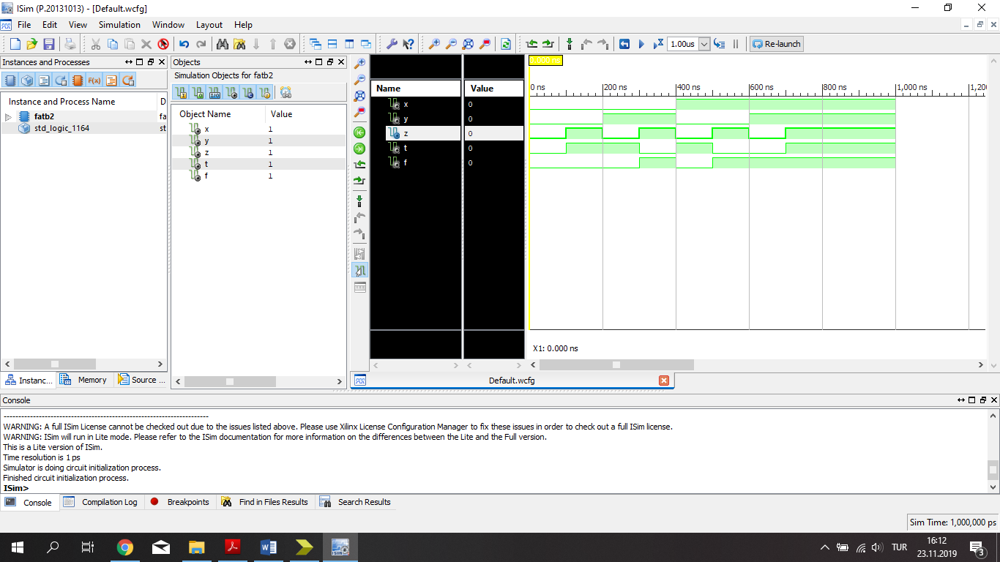 ISim (P.20131013) - [Default.wcfg]
File Edit View Simulation Window Layout Help
1.00us Re-launch
Instances and Processes
Instance and Process Name D
fatb2 fa
std_logic_1164 st
Instanc... Memory Source ...
Objects
Simulation Objects for fatb2
Object Name Value
x 1
y 1
z 1
t 1
f 1
Name Value
x 0
y 0
z 0
t 0
f 0
0 ns 200 ns 400 ns 600 ns 800 ns 1,000 ns 1,20
X1: 0.000 ns
Default.wcfg
Console
WARNING: A full ISim License cannot be checked out due to the issues listed above. Please use Xilinx License Configuration Manager to fix these issues in order to check out a full ISim license.
WARNING: ISim will run in Lite mode. Please refer to the ISim documentation for more information on the differences between the Lite and the Full version.
This is a Lite version of ISim.
Time resolution is 1 ps
Simulator is doing circuit initialization process.
Finished circuit initialization process.
ISim>
Console Compilation Log Breakpoints Find in Files Results Search Results
Sim Time: 1,000,000 ps
TUR
16:12
23.11.2019
3